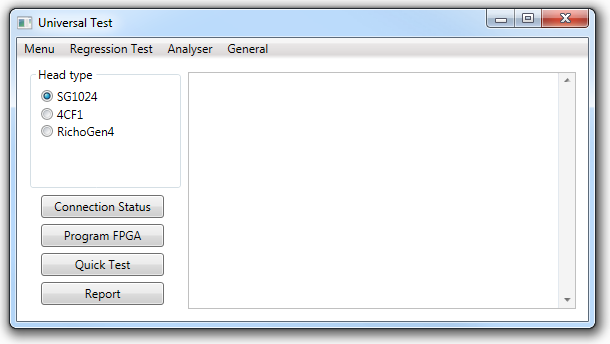 Universal Test
Menu Regression Test Analyser General
Head type
SG1024
4CF1
RichoGen4
Connection Status
Program FPGA
Quick Test
Report